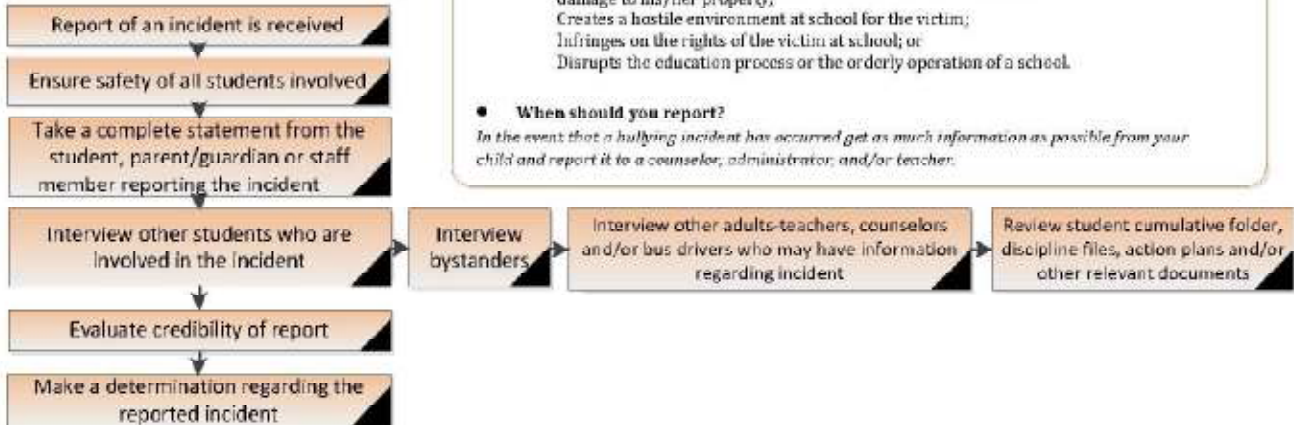 Report of an incident is received
Ensure safety of all students involved
Take a complete statement from the
student, parent/guardian or staff
member reporting the incident
damage to his/her property;
Creates a hostile environment at school for the victim;
Infringes on the rights of the victim at school; or
Disrupts the education process or the orderly operation of a school.
• When should you report?
In the event that a bullying incident has occurred get as much information as possible from your
child and report it to a counselor, administrator, and/or teacher.
Interview other students who are
involved in the incident
Interview
bystanders
Interview other adults-teachers, counselors
and/or bus drivers who may have information
regarding incident
Review student cumulative folder,
discipline files, action plans and/or
other relevant documents
Evaluate credibility of report
Make a determination regarding the
reported incident